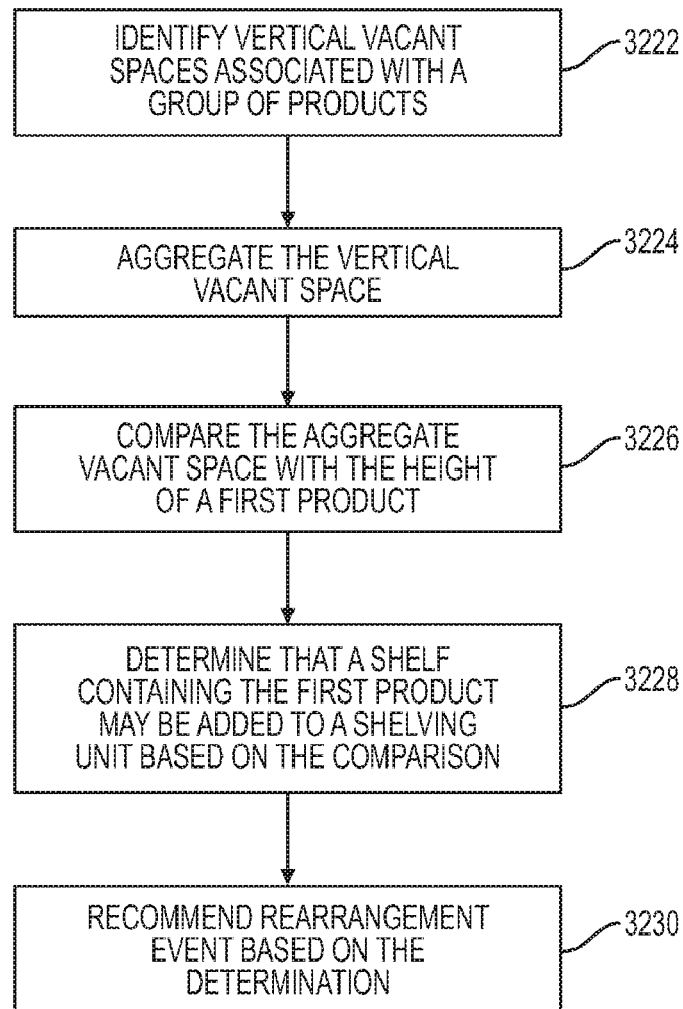 IDENTIFY VERTICAL VACANT
SPACES ASSOCIATED WITH A
GROUP OF PRODUCTS
3222
AGGREGATE THE VERTICAL
VACANT SPACE
3224
COMPARE THE AGGREGATE
VACANT SPACE WITH THE HEIGHT
OF A FIRST PRODUCT
3226
DETERMINE THAT A SHELF
CONTAINING THE FIRST PRODUCT
MAY BE ADDED TO A SHELVING
UNIT BASED ON THE COMPARISON
3228
RECOMMEND REARRANGEMENT
EVENT BASED ON THE
DETERMINATION
3230